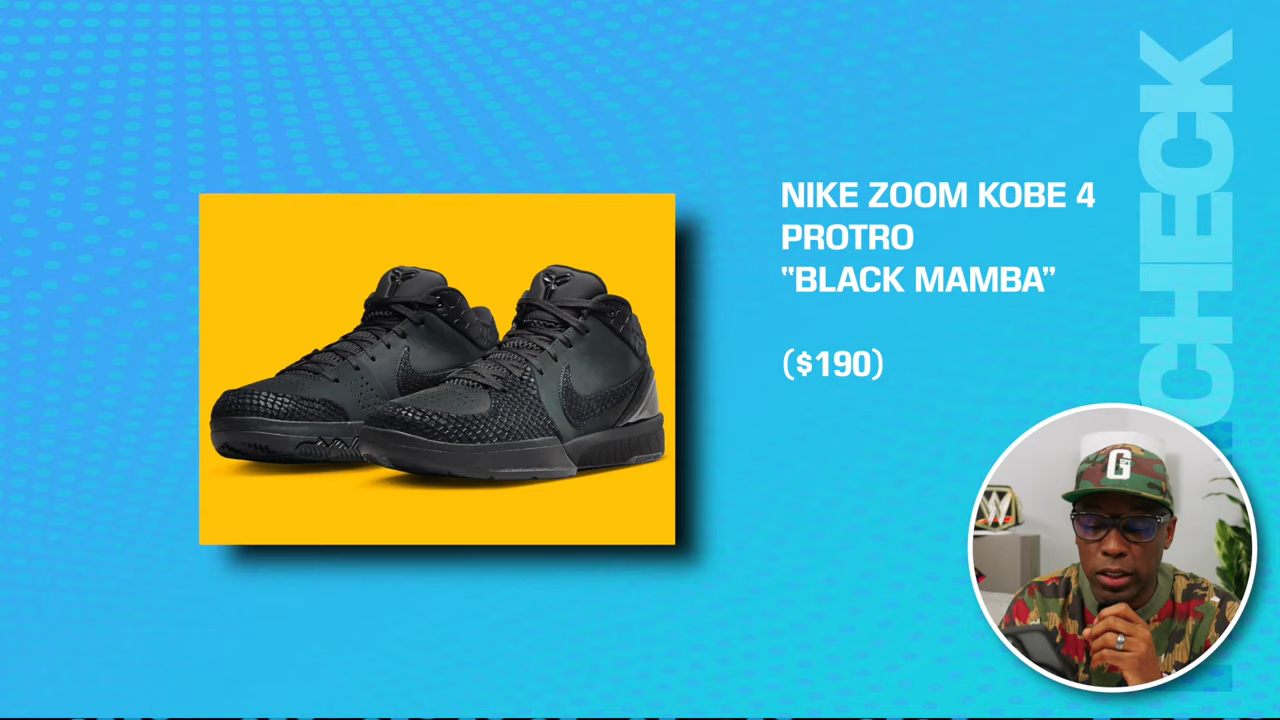 NIKE ZOOM KOBE 4
PROTRO
"BLACK MAMBA”
($190)
CHECK
G
W